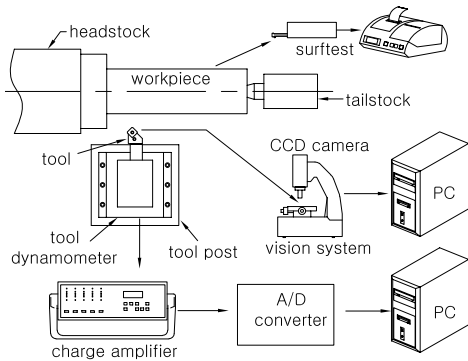 headstock
surftest
workpiece
tailstock
tool
CCD camera
PC
tool
dynamometer
tool post
vision system
A/D
converter
PC
charge amplifier